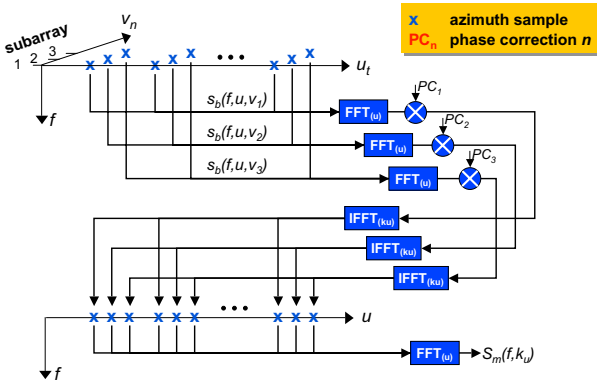 x azimuth sample
PCn phase correction n
vn
subarray
1 2 3
x x x x x x ••• x x x ut
f
sb(f,u,v1) FFT(u) PC1
sb(f,u,v2) FFT(u) PC2
sb(f,u,v3) FFT(u) PC3
IFFT(ku)
IFFT(ku)
IFFT(ku)
•••
x x x x x x x x x u
f
FFT(u) Sm(f,ku)